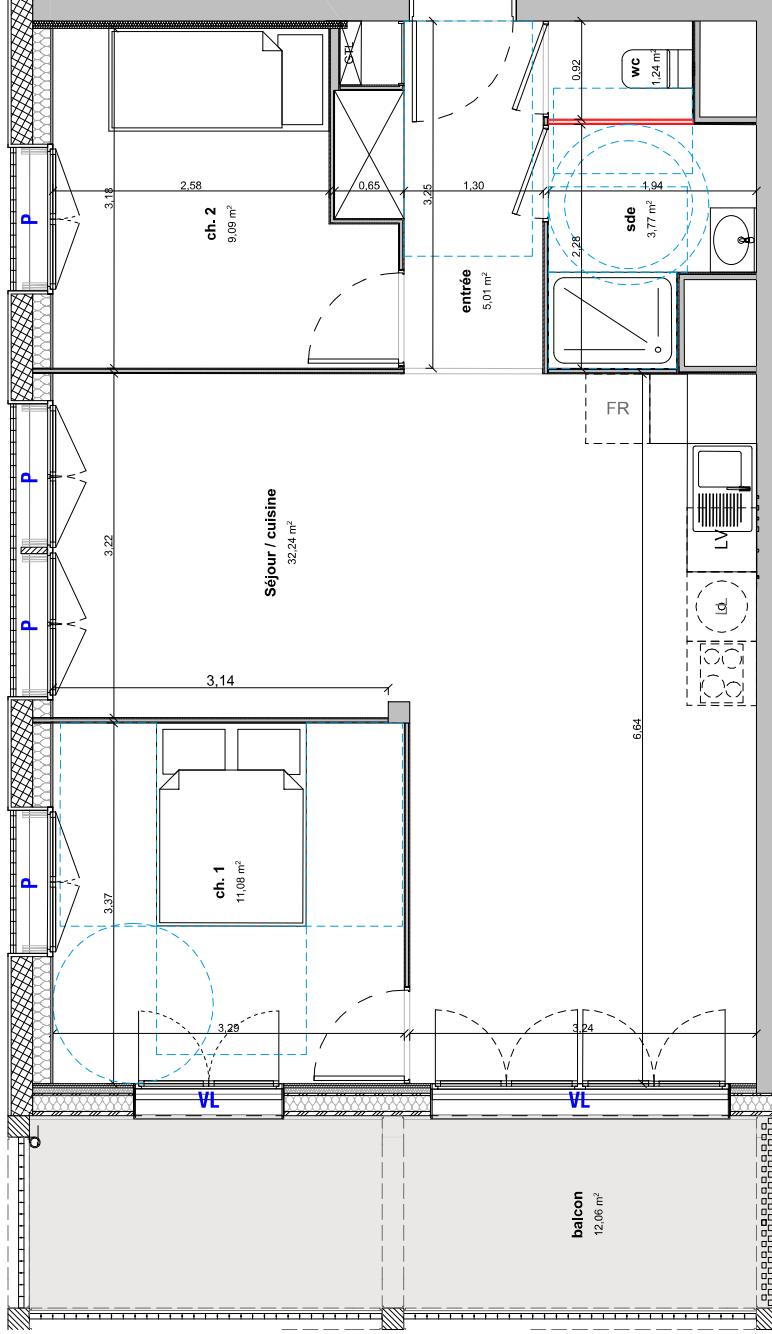 GTL
wc
1,24 m²
0,92
P
2,58
3,18
0,65
3,25
1,30
1,94
ch. 2
9,09 m²
sde
3,77 m²
2,28
entrée
5,01 m²
FR
P
Séjour / cuisine
32,24 m²
3,22
LV
LL
P
3,14
6,64
P
ch. 1
11,08 m²
3,37
3,29
3,24
VL
VL
balcon
12,06 m²